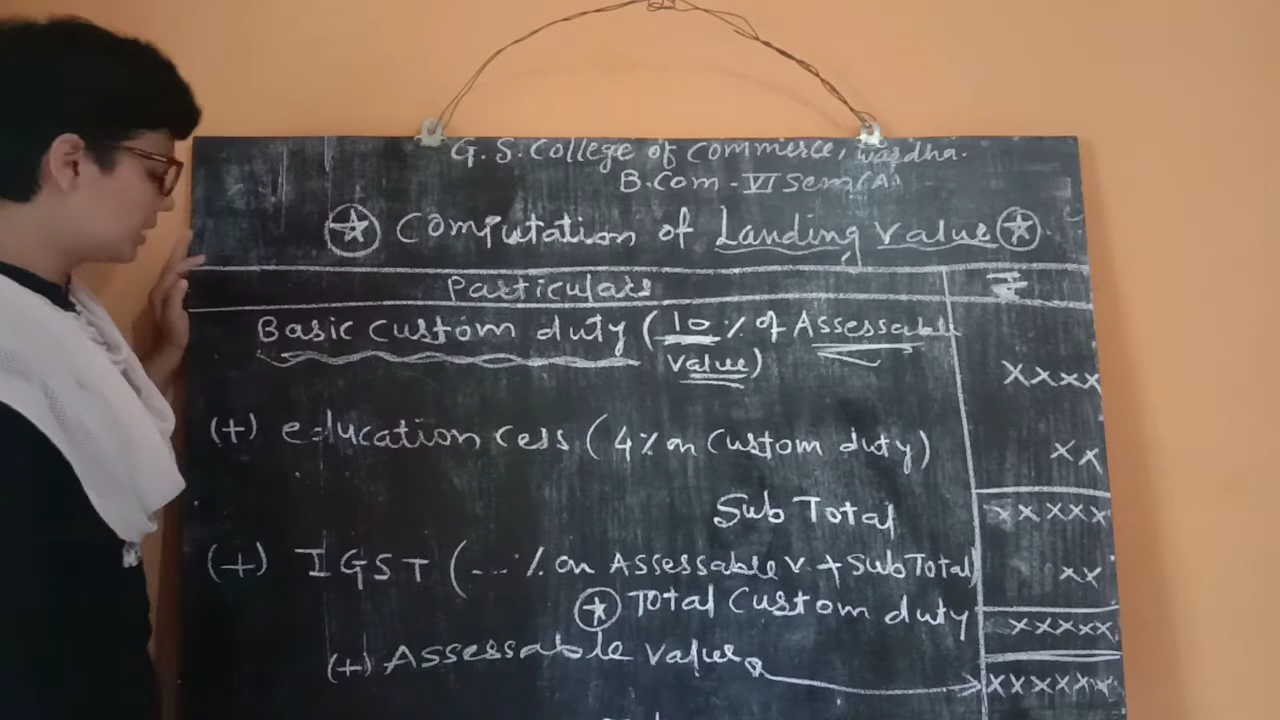 G. S. College of Commerce, Wardha.
B.Com - VI Sem (A)
Computation of Landing Value
Particulars ₹
Basic Custom duty (10 % of Assessable
Value) xxxx
(+) education cess (4% on Custom duty) xx
Sub Total xxxxx
(+) IGST (--- % on Assessable v. + Sub Total) xx
Total Custom duty xxxxx
(+) Assessable value xxxxxx